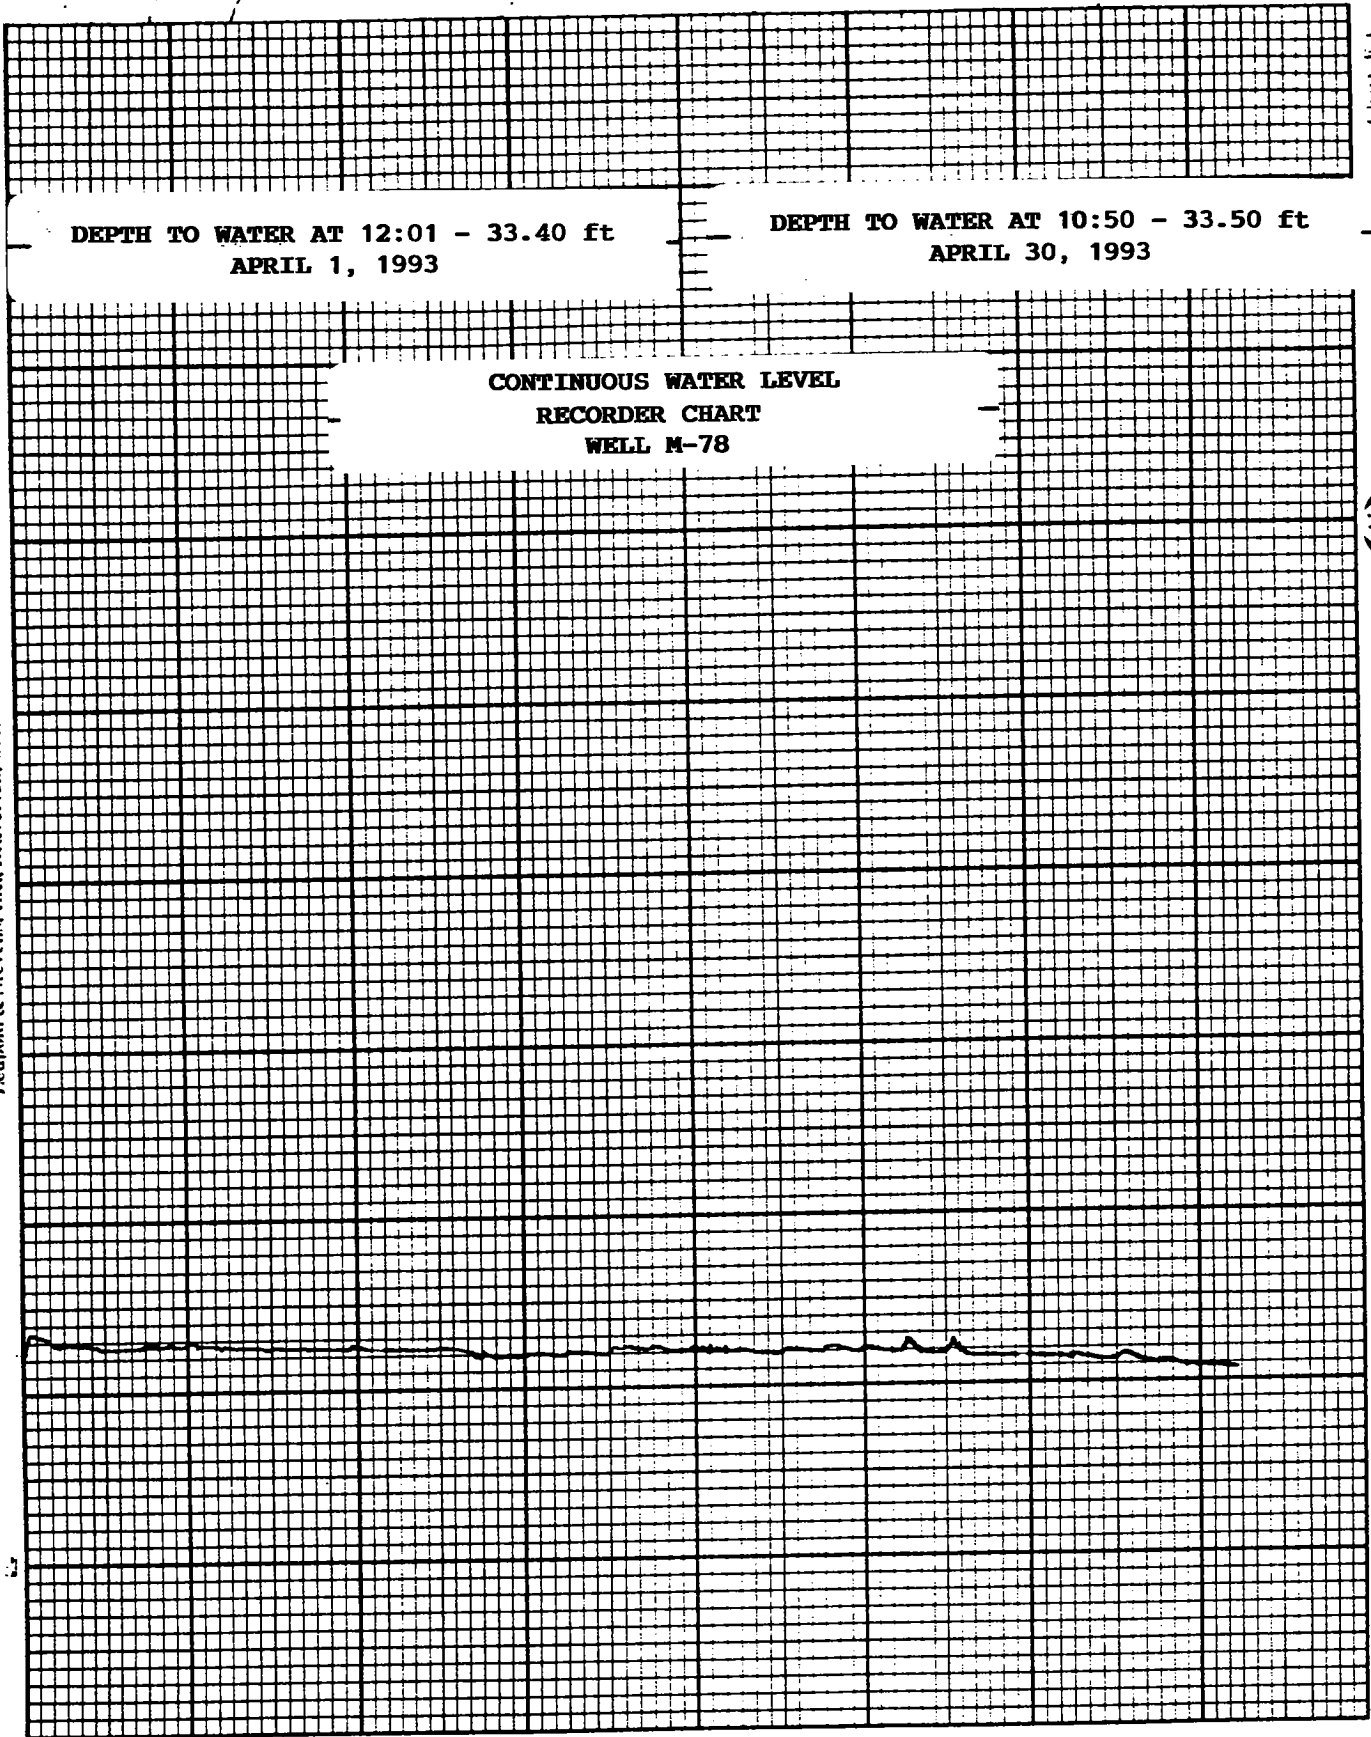 DEPTH TO WATER AT 12:01 - 33.40 ft
APRIL 1, 1993
DEPTH TO WATER AT 10:50 - 33.50 ft
APRIL 30, 1993
CONTINUOUS WATER LEVEL
RECORDER CHART
WELL M-78